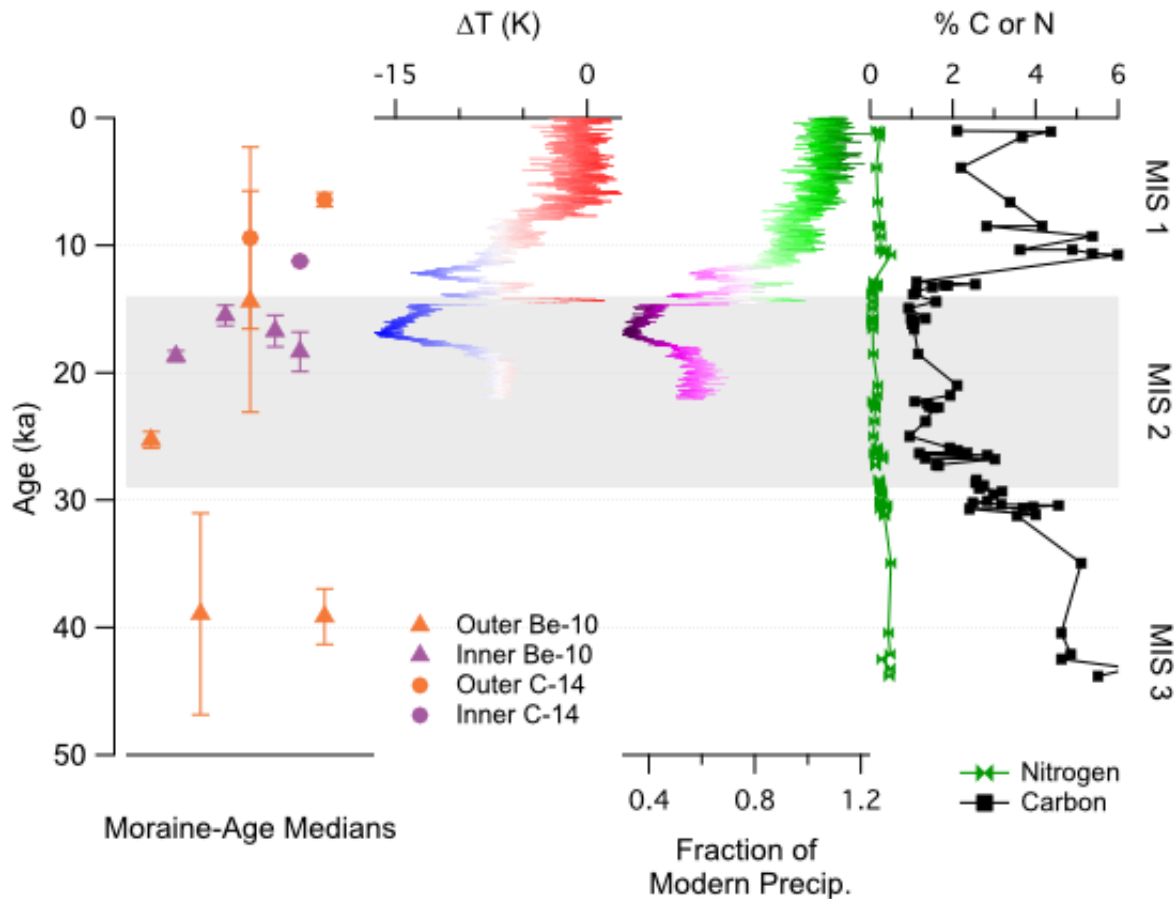 ΔT (K)
% C or N
-15 0
0 2 4 6
0
10
20
30
40
50
Age (ka)
MIS 1
MIS 2
MIS 3
Outer Be-10
Inner Be-10
Outer C-14
Inner C-14
Nitrogen
Carbon
0.4 0.8 1.2
Moraine-Age Medians
Fraction of
Modern Precip.